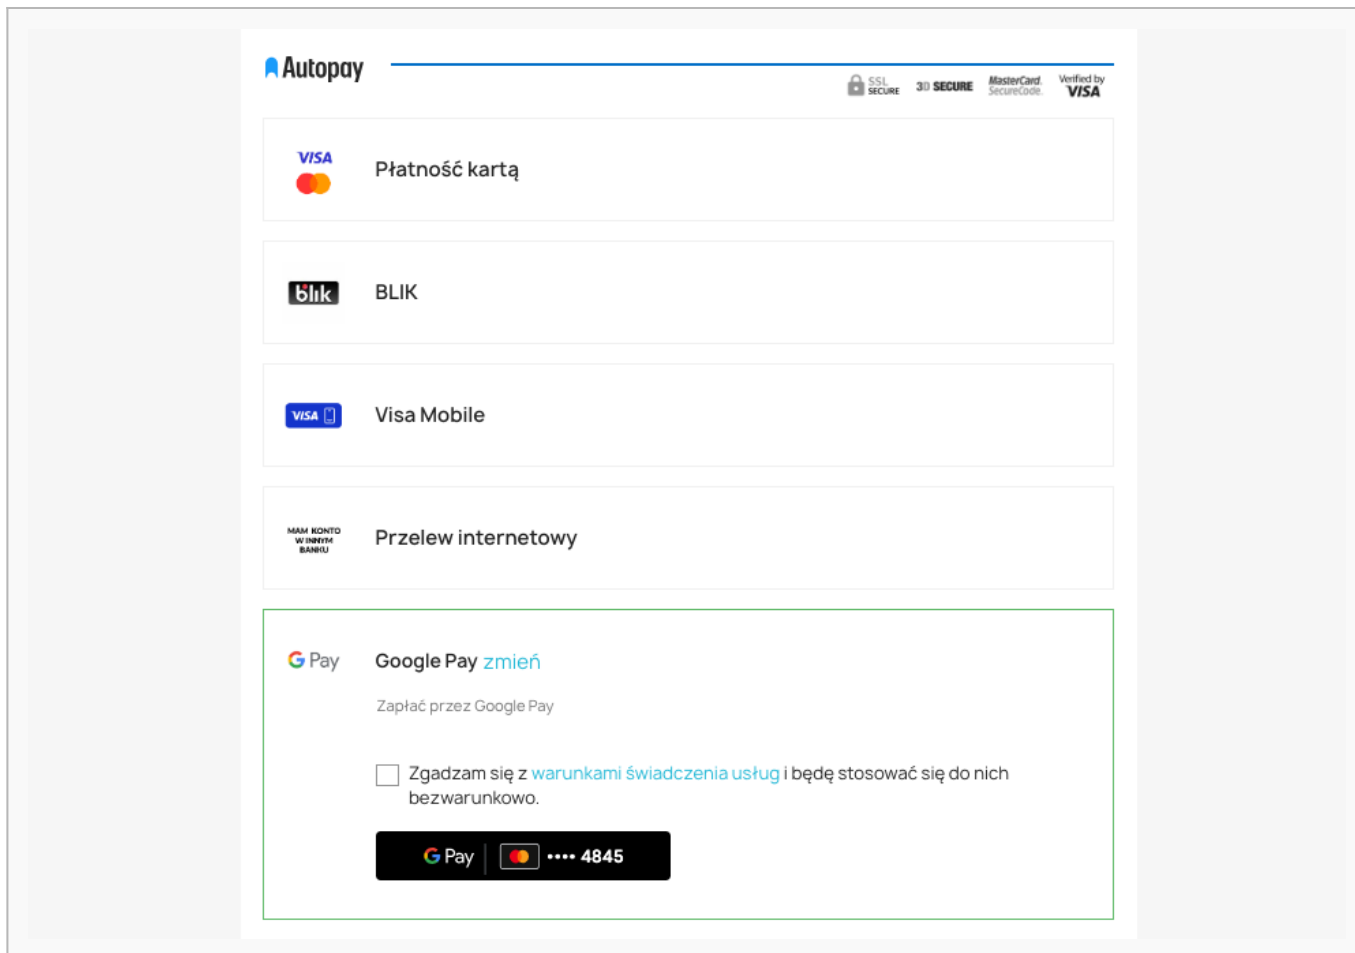 Autopay
SSL SECURE 3D SECURE MasterCard. SecureCode. Verified by VISA
VISA
Płatność kartą
blik BLIK
VISA Visa Mobile
MAM KONTO
W INNYM
BANKU
Przelew internetowy
G Pay Google Pay zmień
Zapłać przez Google Pay
Zgadzam się z warunkami świadczenia usług i będę stosować się do nich
bezwarunkowo.
G Pay •••• 4845